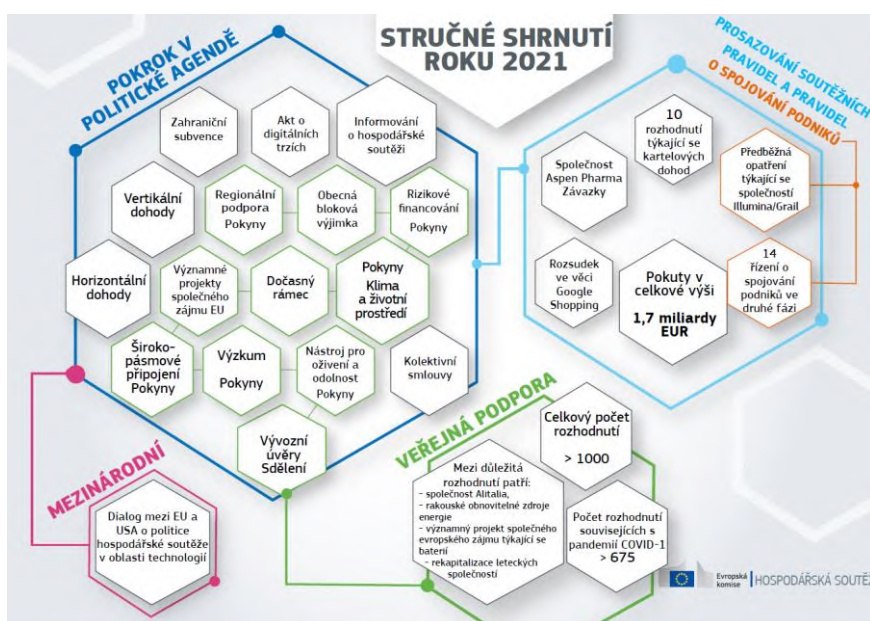 STRUČNÉ SHRNUTÍ
ROKU 2021
POKROK V
POLITICKÉ AGENDĚ
Zahraniční
subvence
Akt o
digitálních
trzích
Informování
o hospodářské
soutěži
Vertikální
dohody
Regionální
podpora
Pokyny
Obecná
bloková
výjimka
Rizikové
financování
Pokyny
Horizontální
dohody
Významné
projekty
společného
zájmu EU
Dočasný
rámec
Pokyny
Klima
a životní
prostředí
Široko-
pásmové
připojení
Pokyny
Výzkum
Pokyny
Nástroj pro
oživení a
odolnost
Pokyny
Kolektivní
smlouvy
Vývozní
úvěry
Sdělení
PROSAZOVÁNÍ SOUTĚŽNÍCH
PRAVIDEL A PRAVIDEL
O SPOJOVÁNÍ PODNIKŮ
10
rozhodnutí
týkající se
kartelových
dohod
Společnost
Aspen Pharma
Závazky
Předběžná
opatření
týkající se
společností
Illumina/Grail
Rozsudek
ve věci
Google
Shopping
Pokuty v
celkové výši
1,7 miliardy
EUR
14
řízení o
spojování
podniků ve
druhé fázi
MEZINÁRODNÍ
Dialog mezi EU a
USA o politice
hospodářské soutěže
v oblasti technologií
VEŘEJNÁ PODPORA
Celkový počet
rozhodnutí
> 1000
Mezi důležitá
rozhodnutí patří:
- společnost Alitalia,
- rakouské obnovitelné zdroje
energie
- významný projekt společného
evropského zájmu týkající se
baterií
- rekapitalizace leteckých
společností
Počet rozhodnutí
souvisejících s
pandemií COVID-1
> 675
Evropská
komise
HOSPODÁŘSKÁ SOUTĚŽ